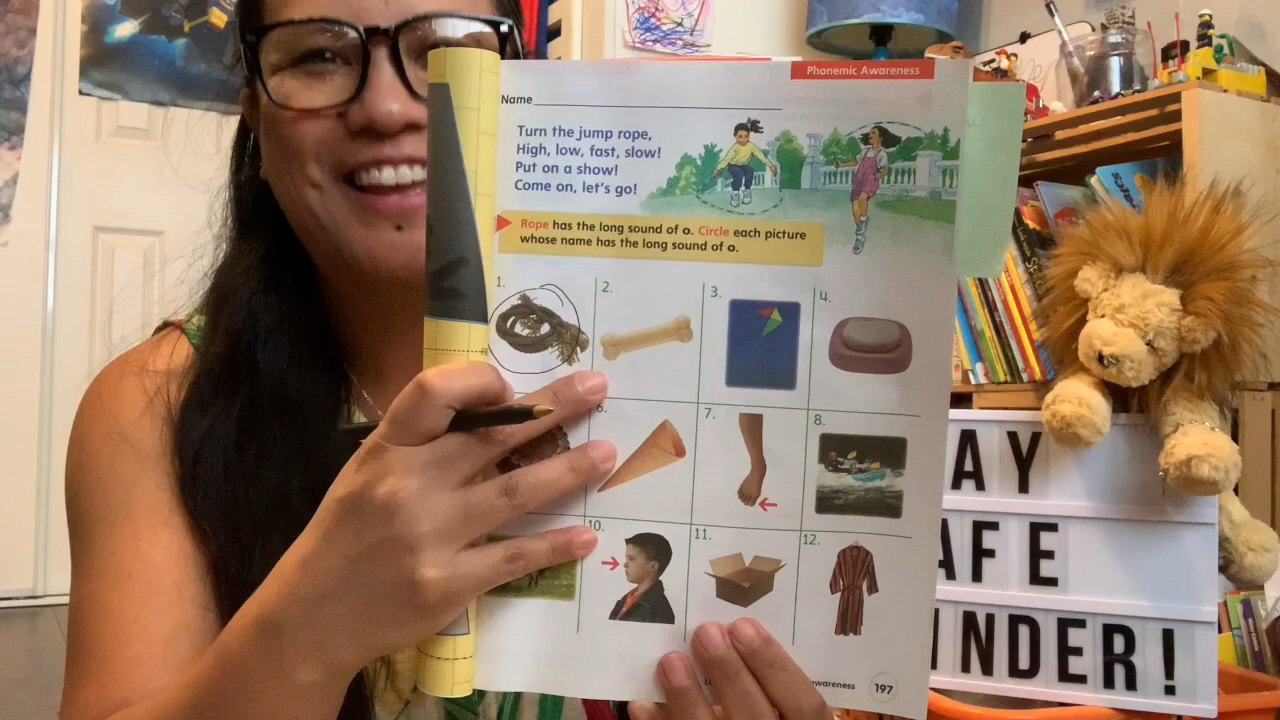 Phonemic Awareness
Name
Turn the jump rope,
High, low, fast, slow!
Put on a show!
Come on, let's go!
Rope has the long sound of o. Circle each picture
whose name has the long sound of o.
1. 2. 3. 4.
6. 7. 8.
10. 11. 12.
awareness 197
AY
AFE
INDER!